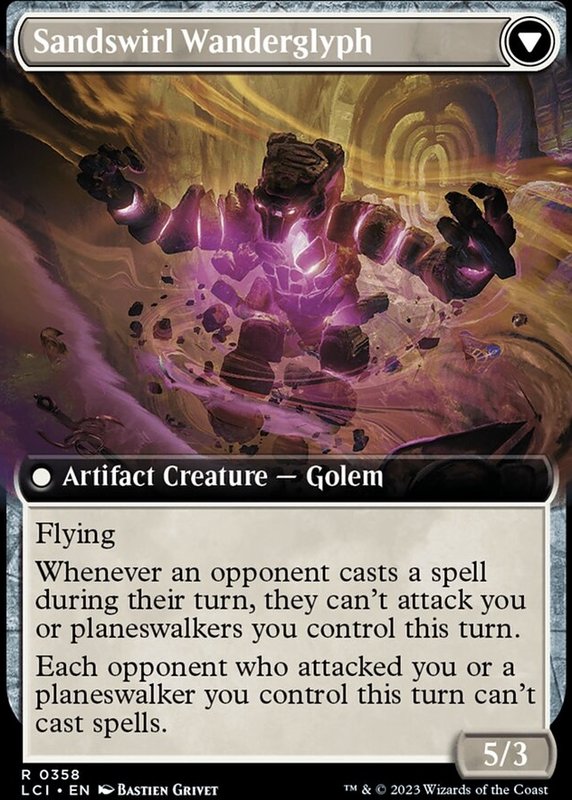 Sandswirl Wanderglyph
Artifact Creature — Golem
Flying
Whenever an opponent casts a spell
during their turn, they can't attack you
or planeswalkers you control this turn.
Each opponent who attacked you or a
planeswalker you control this turn can't
cast spells.
5/3
R 0358
LCI • EN Bastien Grivet
™ & © 2023 Wizards of the Coast